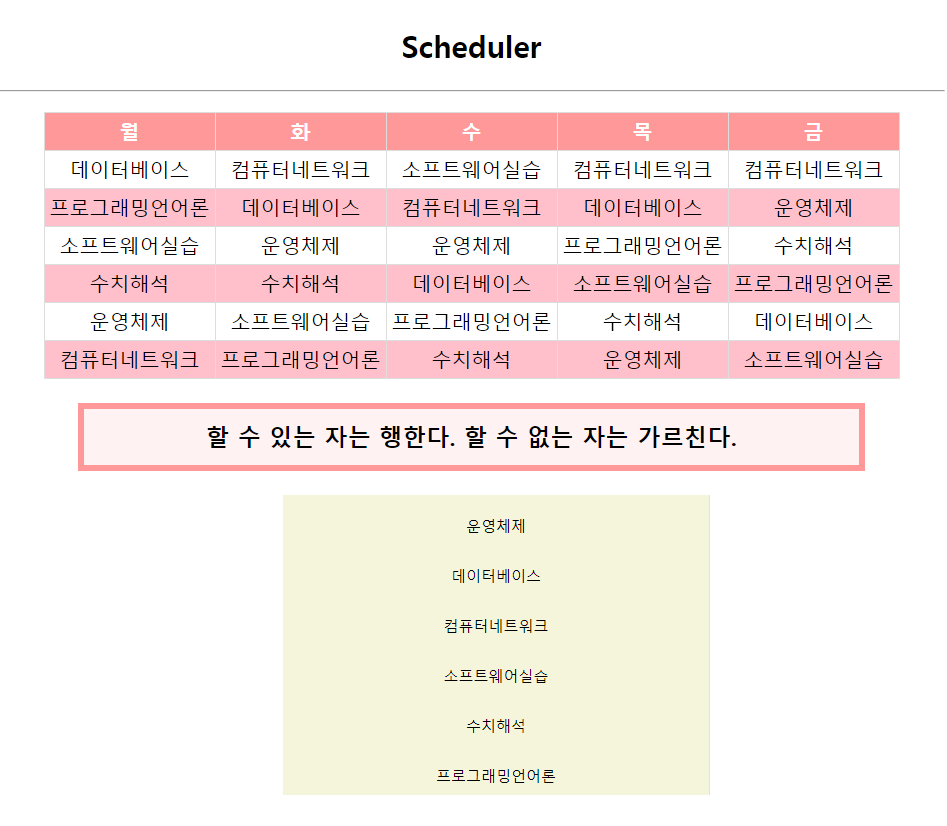 Scheduler
월 화 수 목 금
데이터베이스 컴퓨터네트워크 소프트웨어실습 컴퓨터네트워크 컴퓨터네트워크
프로그래밍언어론 데이터베이스 컴퓨터네트워크 데이터베이스 운영체제
소프트웨어실습 운영체제 운영체제 프로그래밍언어론 수치해석
수치해석 수치해석 데이터베이스 소프트웨어실습 프로그래밍언어론
운영체제 소프트웨어실습 프로그래밍언어론 수치해석 데이터베이스
컴퓨터네트워크 프로그래밍언어론 수치해석 운영체제 소프트웨어실습
할 수 있는 자는 행한다. 할 수 없는 자는 가르친다.
운영체제
데이터베이스
컴퓨터네트워크
소프트웨어실습
수치해석
프로그래밍언어론